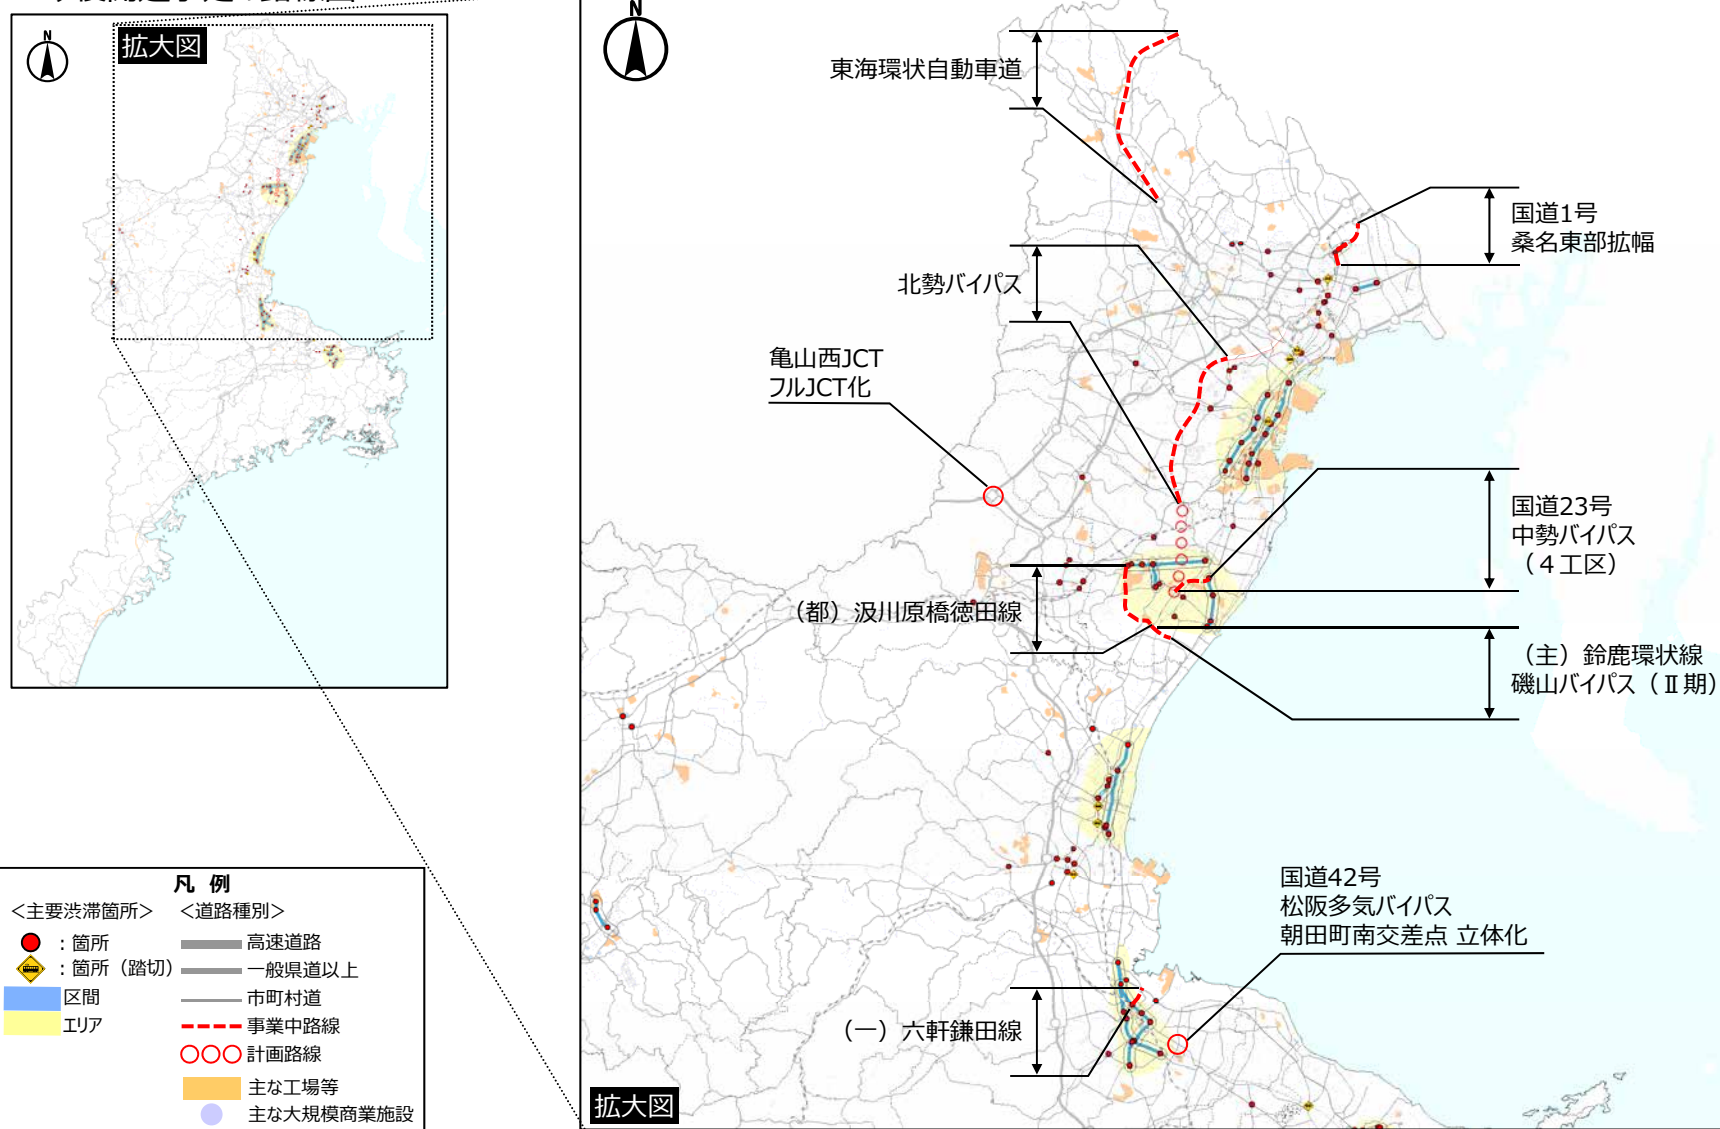 N
拡大図
N
東海環状自動車道
国道1号
桑名東部拡幅
北勢バイパス
亀山西JCT
フルJCT化
国道23号
中勢バイパス
(4工区)
(都)汲川原橋徳田線
(主)鈴鹿環状線
磯山バイパス(Ⅱ期)
国道42号
松阪多気バイパス
朝田町南交差点 立体化
(一)六軒鎌田線
拡大図
凡 例
<主要渋滞箇所> <道路種別>
:箇所 高速道路
:箇所(踏切) 一般県道以上
区間 市町村道
エリア 事業中路線
計画路線
主な工場等
主な大規模商業施設